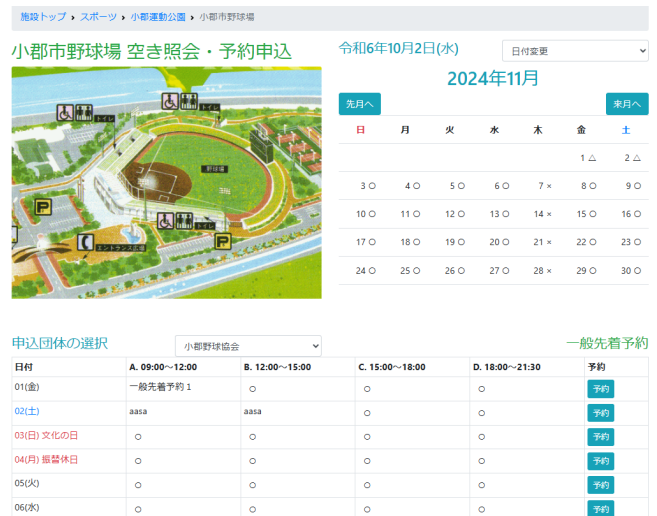 施設トップ › スポーツ › 小郡運動公園 › 小郡市野球場
小郡市野球場 空き照会・予約申込
令和6年10月2日(水)
日付変更
2024年11月
先月へ
来月へ
日 月 火 水 木 金 土
1 △ 2 △
3 ○ 4 ○ 5 ○ 6 ○ 7 × 8 ○ 9 ○
10 ○ 11 ○ 12 ○ 13 ○ 14 × 15 ○ 16 ○
17 ○ 18 ○ 19 ○ 20 ○ 21 × 22 ○ 23 ○
24 ○ 25 ○ 26 ○ 27 ○ 28 × 29 ○ 30 ○
トイレ
トイレ
野球場
P
トイレ
P
エントランス広場
申込団体の選択
小郡野球協会
一般先着予約
日付 A. 09:00～12:00 B. 12:00～15:00 C. 15:00～18:00 D. 18:00～21:30 予約
01(金) 一般先着予約 1 ○ ○ ○ 予約
02(土) aasa aasa ○ ○ 予約
03(日) 文化の日 ○ ○ ○ ○ 予約
04(月) 振替休日 ○ ○ ○ ○ 予約
05(火) ○ ○ ○ ○ 予約
06(水) ○ ○ ○ ○ 予約